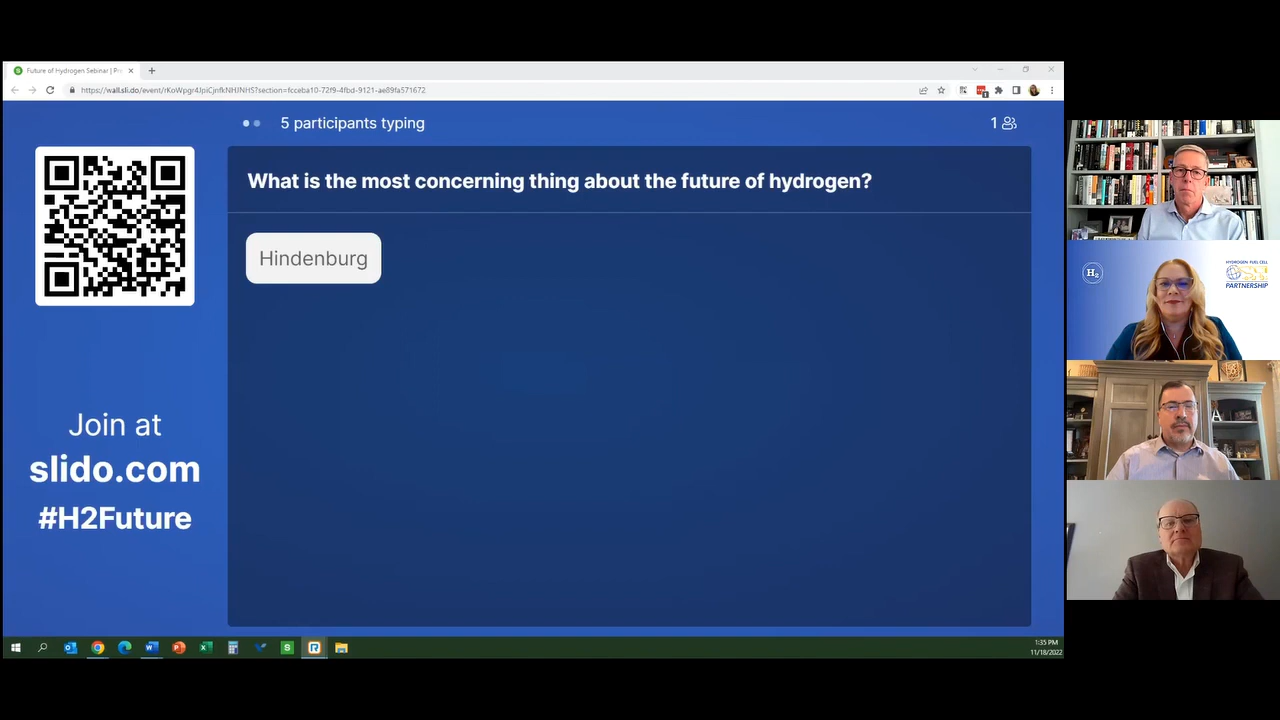 Future of Hydrogen Sebinar | Pr
https://wall.sli.do/event/rKoWpgr4JpiCjnfkNHJNHS?section=fcceba10-72f9-4fbd-9121-ae89fa571672
5 participants typing
1
What is the most concerning thing about the future of hydrogen?
Hindenburg
Join at
slido.com
#H2Future
H2
HYDROGEN FUEL CELL
PARTNERSHIP
A
1:35 PM
11/18/2022